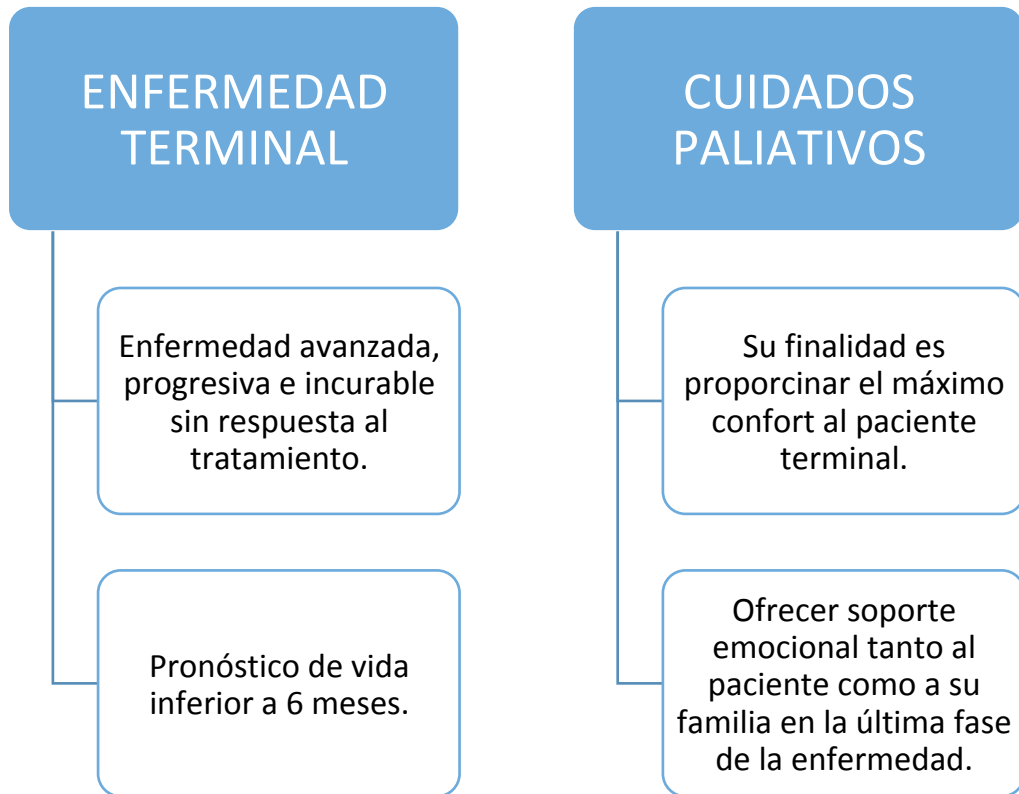 ENFERMEDAD
TERMINAL
Enfermedad avanzada,
progresiva e incurable
sin respuesta al
tratamiento.
Pronóstico de vida
inferior a 6 meses.
CUIDADOS
PALIATIVOS
Su finalidad es
proporcinar el máximo
confort al paciente
terminal.
Ofrecer soporte
emocional tanto al
paciente como a su
familia en la última fase
de la enfermedad.